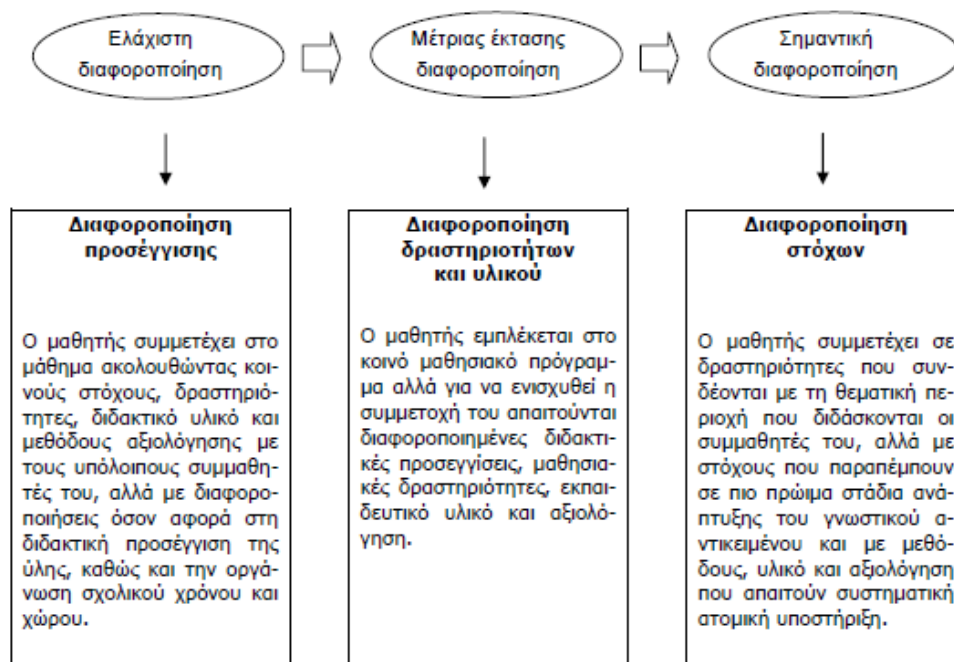 Ελάχιστη
διαφοροποίηση
Μέτριας έκτασης
διαφοροποίηση
Σημαντική
διαφοροποίηση
Διαφοροποίηση
προσέγγισης
Ο μαθητής συμμετέχει στο
μάθημα ακολουθώντας κοι-
νούς στόχους, δραστηριό-
τητες, διδακτικό υλικό και
μεθόδους αξιολόγησης με
τους υπόλοιπους συμμαθη-
τές του, αλλά με διαφορο-
ποιήσεις όσον αφορά στη
διδακτική προσέγγιση της
ύλης, καθώς και την οργά-
νωση σχολικού χρόνου και
χώρου.
Διαφοροποίηση
δραστηριοτήτων
και υλικού
Ο μαθητής εμπλέκεται στο
κοινό μαθησιακό πρόγραμ-
μα αλλά για να ενισχυθεί η
συμμετοχή του απαιτούνται
διαφοροποιημένες διδακτι-
κές προσεγγίσεις, μαθησια-
κές δραστηριότητες, εκπαι-
δευτικό υλικό και αξιολό-
γηση.
Διαφοροποίηση
στόχων
Ο μαθητής συμμετέχει σε
δραστηριότητες που συν-
δέονται με τη θεματική πε-
ριοχή που διδάσκονται οι
συμμαθητές του, αλλά με
στόχους που παραπέμπουν
σε πιο πρώιμα στάδια ανά-
πτυξης του γνωστικού α-
ντικειμένου και με μεθό-
δους, υλικό και αξιολόγηση
που απαιτούν συστηματική
ατομική υποστήριξη.